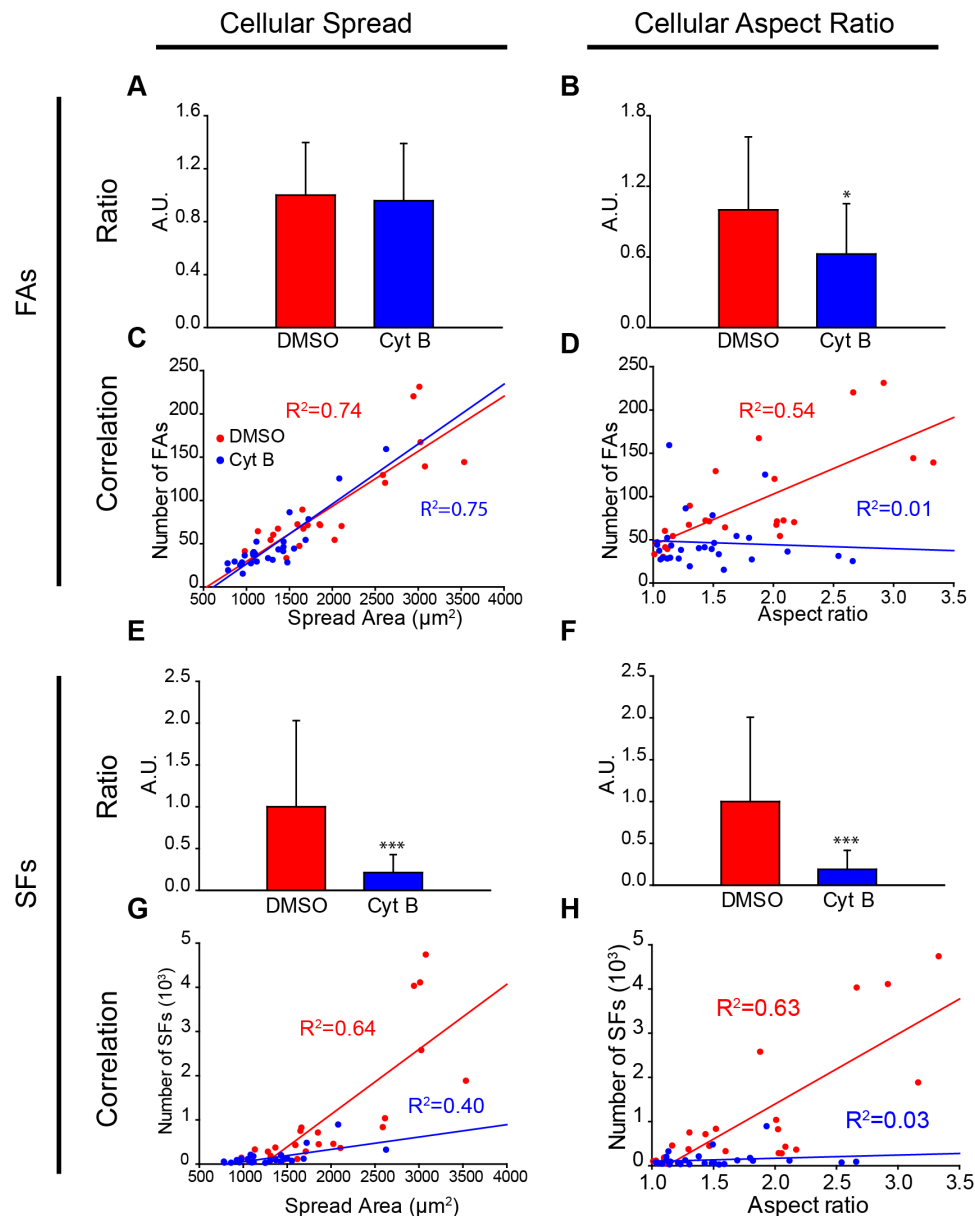 Cellular Spread
Cellular Aspect Ratio
FAs
Ratio
A
A.U.
1.6
1.2
0.8
0.4
0.0
DMSO
Cyt B
B
A.U.
1.8
1.2
0.6
0.0
*
DMSO
Cyt B
Correlation
C
Number of FAs
250
200
150
100
50
0
R²=0.74
DMSO
Cyt B
R²=0.75
500 1000 1500 2000 2500 3000 3500 4000
Spread Area (µm²)
D
Number of FAs
250
200
150
100
50
0
R²=0.54
R²=0.01
1.0 1.5 2.0 2.5 3.0 3.5
Aspect ratio
SFs
Ratio
E
A.U.
2.5
2.0
1.5
1.0
0.5
0.0
***
DMSO
Cyt B
F
A.U.
2.5
2.0
1.5
1.0
0.5
0.0
***
DMSO
Cyt B
Correlation
G
Number of SFs (10³)
5
4
3
2
1
0
R²=0.64
R²=0.40
500 1000 1500 2000 2500 3000 3500 4000
Spread Area (µm²)
H
Number of SFs (10³)
5
4
3
2
1
0
R²=0.63
R²=0.03
1.0 1.5 2.0 2.5 3.0 3.5
Aspect ratio